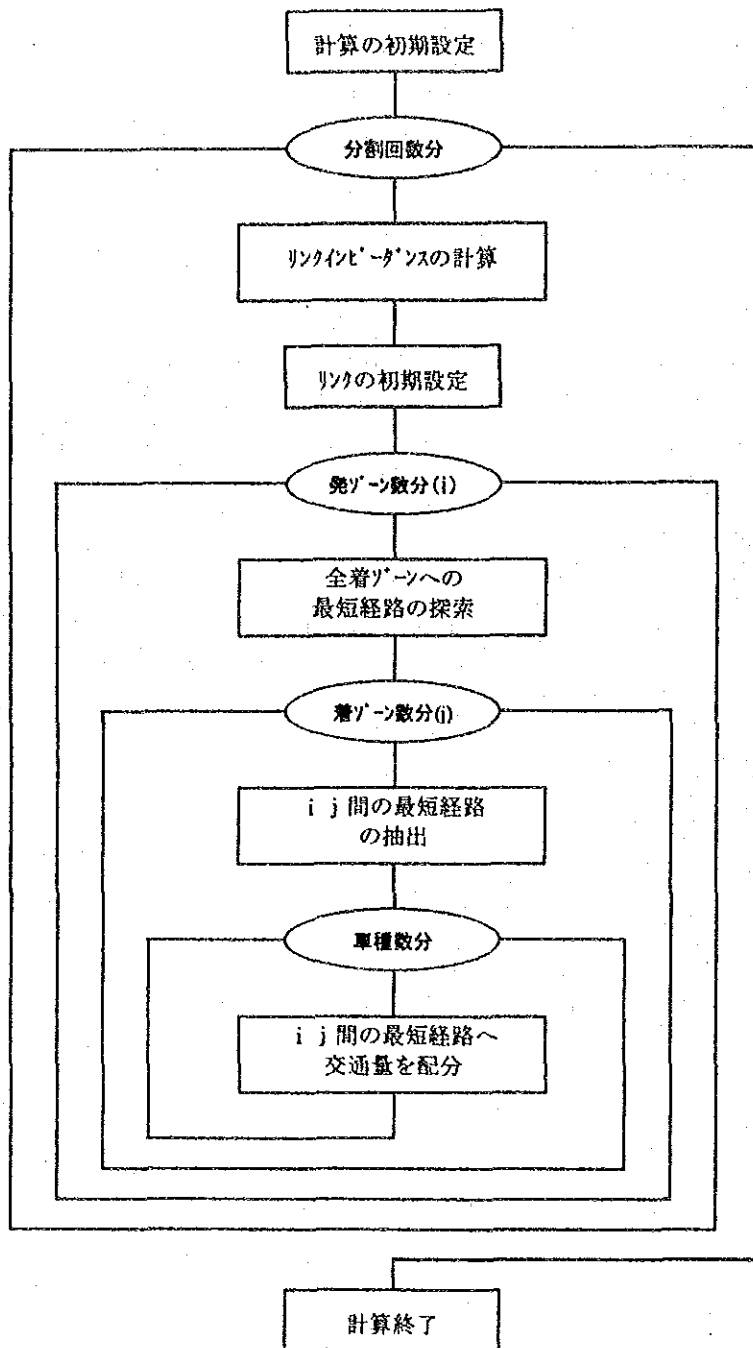 計算の初期設定
分割回数分
ﾘﾝｸｲﾝﾋﾟｰﾀﾞﾝｽの計算
ﾘﾝｸの初期設定
発ｿﾞｰﾝ数分(i)
全着ｿﾞｰﾝへの
最短経路の探索
着ｿﾞｰﾝ数分(j)
i j間の最短経路
の抽出
車種数分
i j間の最短経路へ
交通量を配分
計算終了